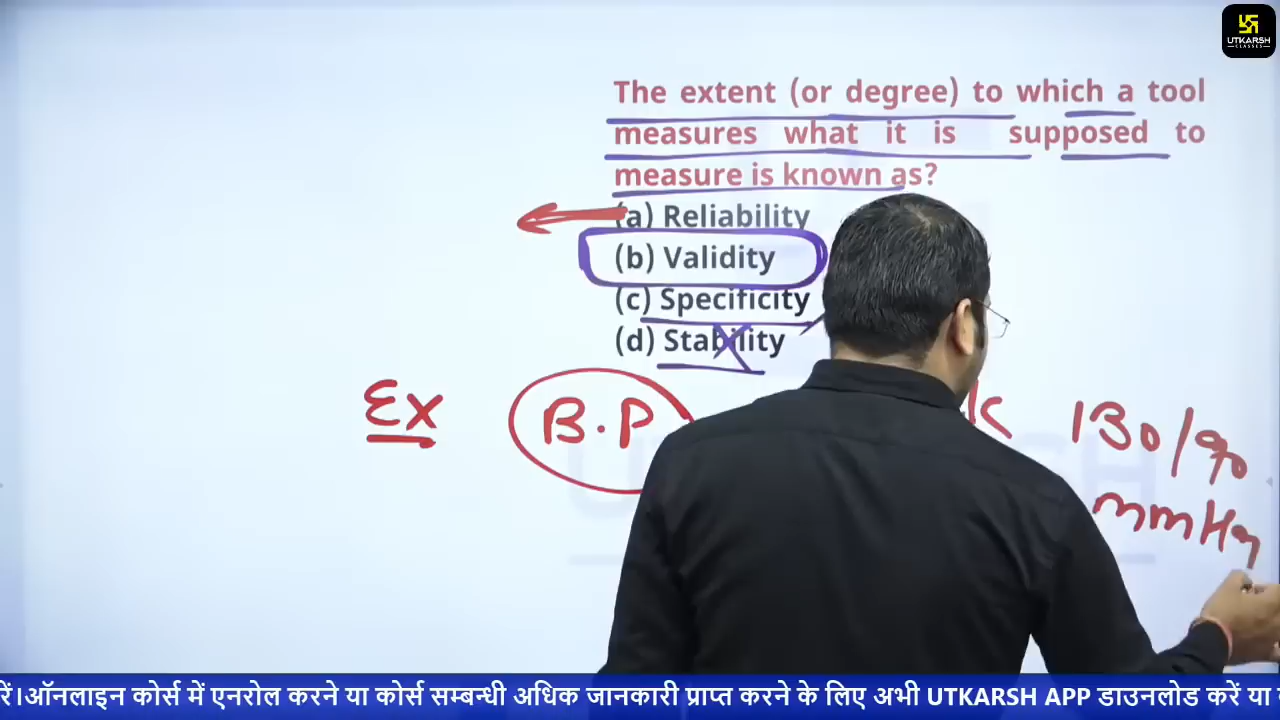 UTKARSH
CLASSES
The extent (or degree) to which a tool
measures what it is supposed to
measure is known as?
(a) Reliability
(b) Validity
(c) Specificity
(d) Stability
Ex B.P 130/90
mmHg
रें।ऑनलाइन कोर्स में एनरोल करने या कोर्स सम्बन्धी अधिक जानकारी प्राप्त करने के लिए अभी UTKARSH APP डाउनलोड करें या